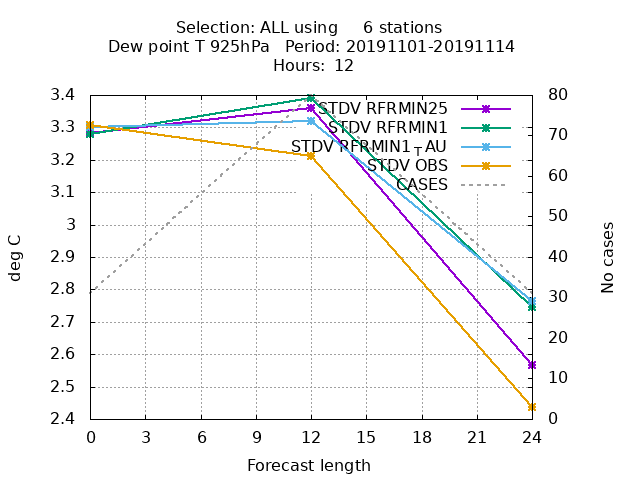 Selection: ALL using     6 stations
Dew point T 925hPa   Period: 20191101-20191114
Hours:  12
3.4
3.3
3.2
3.1
3
2.9
2.8
2.7
2.6
2.5
2.4
deg C
STDV RFRMIN25
STDV RFRMIN1
STDV RFRMIN1TAU
STDV OBS
CASES
80
70
60
50
40
30
20
10
0
No cases
0 3 6 9 12 15 18 21 24
Forecast length